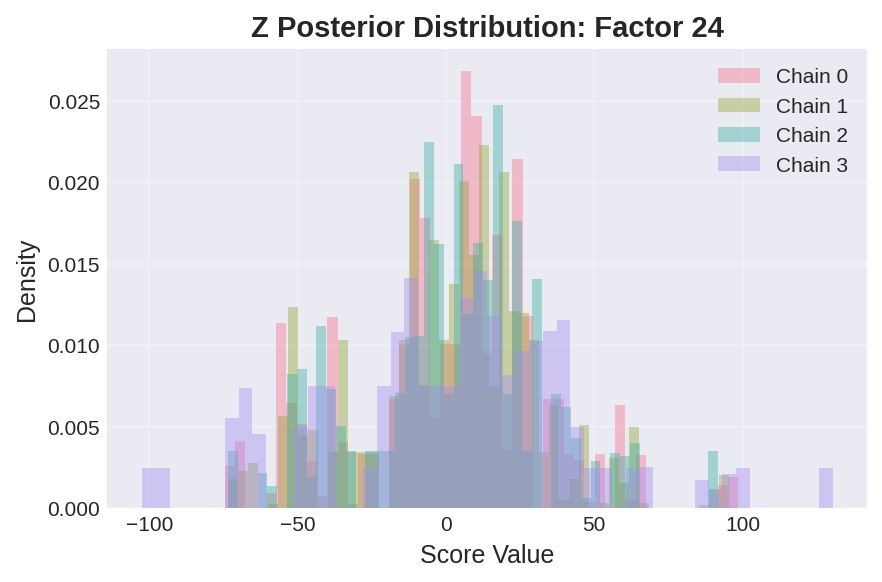 Z Posterior Distribution: Factor 24
Chain 0
Chain 1
Chain 2
Chain 3
Density
0.025
0.020
0.015
0.010
0.005
0.000
−100
−50
0
50
100
Score Value